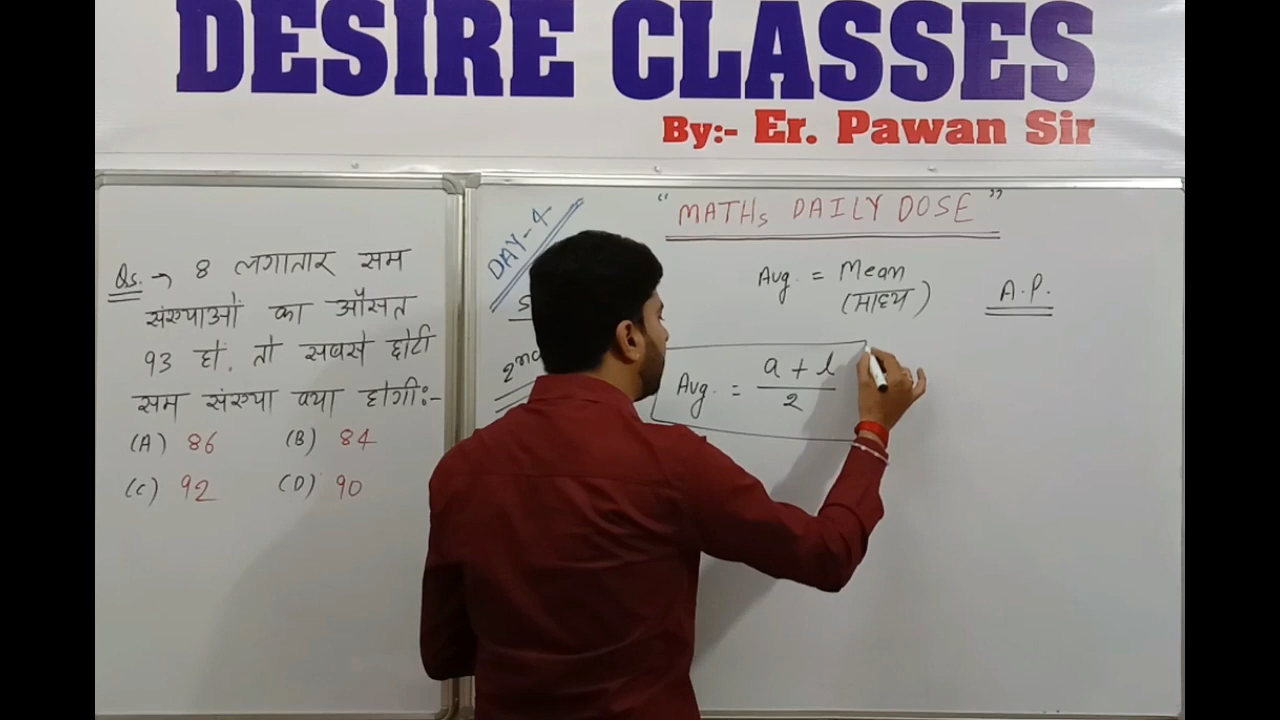 DESIRE CLASSES
By:- Er. Pawan Sir
Qs. → 8 लगातार सम
संख्याओं का औसत
93 हो, तो सबसे छोटी
सम संख्या क्या होगी:-
(A) 86 (B) 84
(C) 92 (D) 90
DAY-4
"MATHs DAILY DOSE"
Avg. = Mean
(माध्य)
A.P.
Avg. = a + l / 2